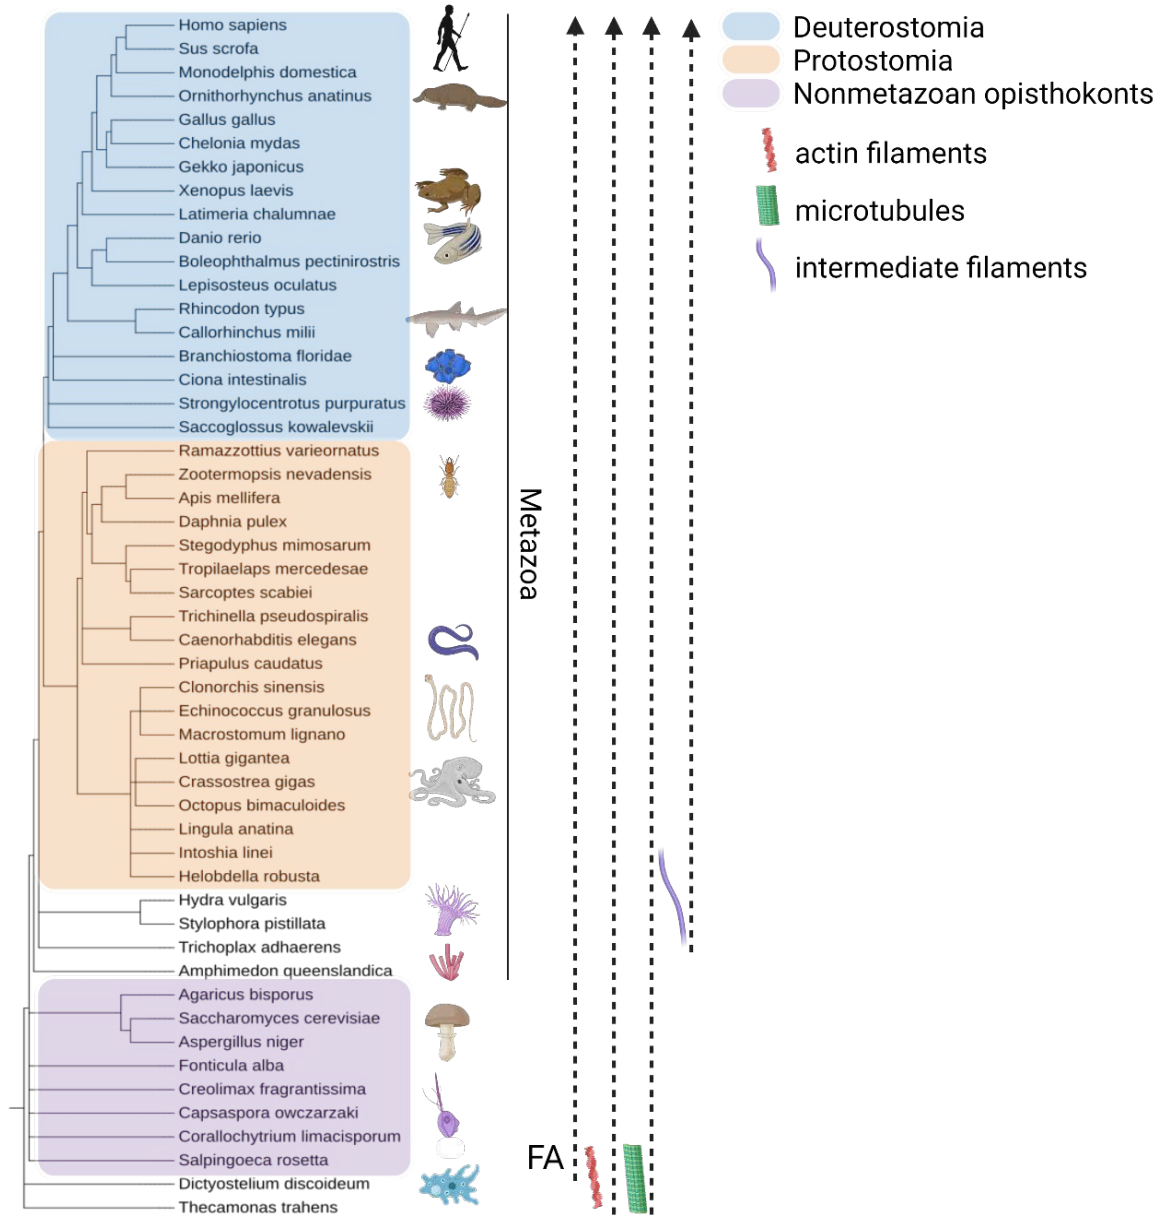 Homo sapiens
Sus scrofa
Monodelphis domestica
Ornithorhynchus anatinus
Gallus gallus
Chelonia mydas
Gekko japonicus
Xenopus laevis
Latimeria chalumnae
Danio rerio
Boleophthalmus pectinirostris
Lepisosteus oculatus
Rhincodon typus
Callorhinchus milii
Branchiostoma floridae
Ciona intestinalis
Strongylocentrotus purpuratus
Saccoglossus kowalevskii
Ramazzottius varieornatus
Zootermopsis nevadensis
Apis mellifera
Daphnia pulex
Stegodyphus mimosarum
Tropilaelaps mercedesae
Sarcoptes scabiei
Trichinella pseudospiralis
Caenorhabditis elegans
Priapulus caudatus
Clonorchis sinensis
Echinococcus granulosus
Macrostomum lignano
Lottia gigantea
Crassostrea gigas
Octopus bimaculoides
Lingula anatina
Intoshia linei
Helobdella robusta
Hydra vulgaris
Stylophora pistillata
Trichoplax adhaerens
Amphimedon queenslandica
Agaricus bisporus
Saccharomyces cerevisiae
Aspergillus niger
Fonticula alba
Creolimax fragrantissima
Capsaspora owczarzaki
Corallochytrium limacisporum
Salpingoeca rosetta
Dictyostelium discoideum
Thecamonas trahens
Metazoa
FA
Deuterostomia
Protostomia
Nonmetazoan opisthokonts
actin filaments
microtubules
intermediate filaments